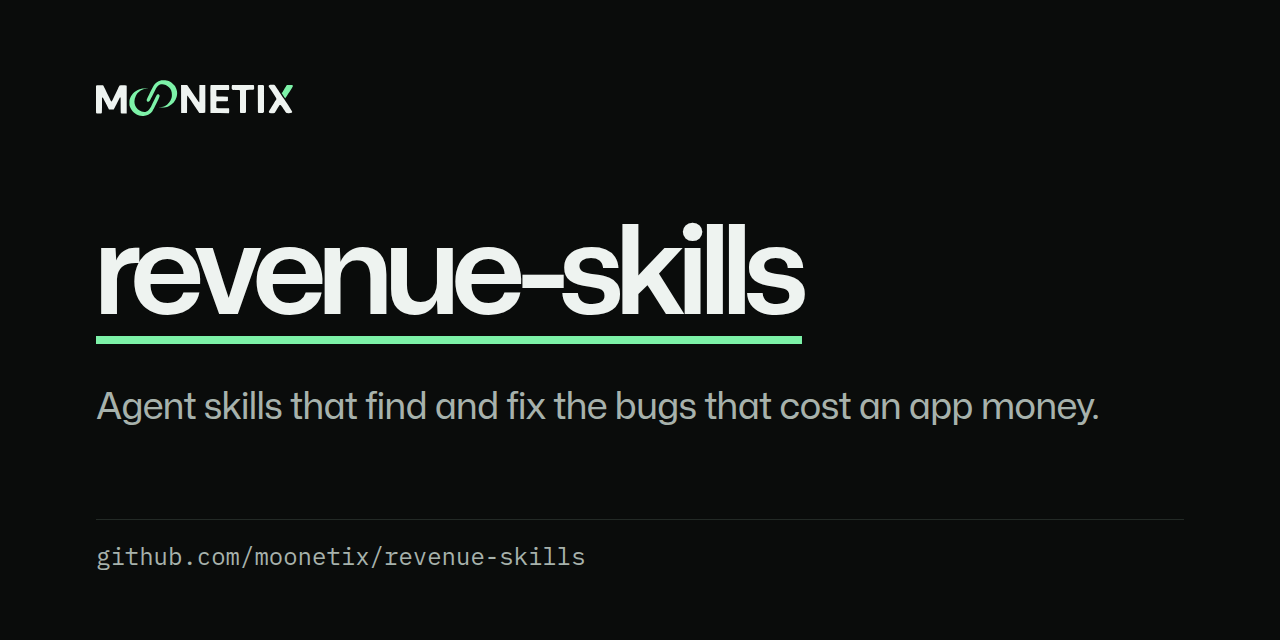 MOONETIX
revenue-skills
Agent skills that find and fix the bugs that cost an app money.
github.com/moonetix/revenue-skills